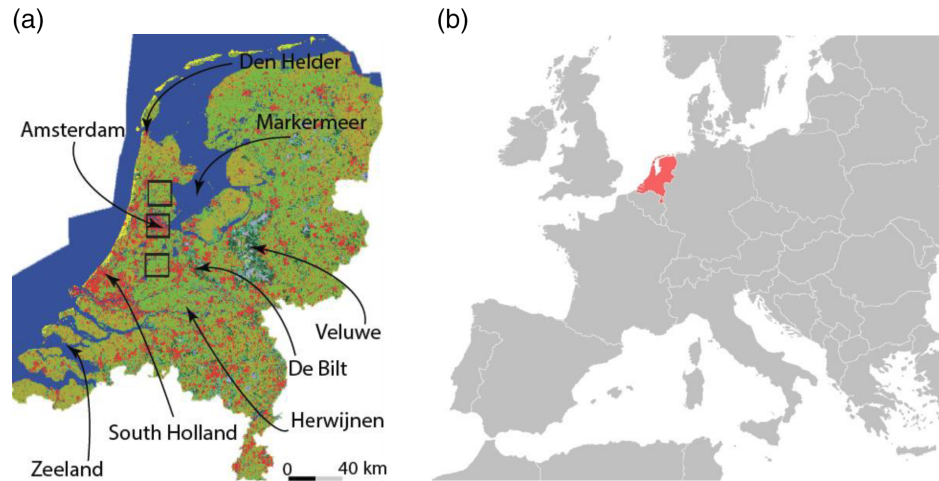 (a)
(b)
Den Helder
Amsterdam
Markermeer
Veluwe
De Bilt
Herwijnen
South Holland
Zeeland
0 40 km